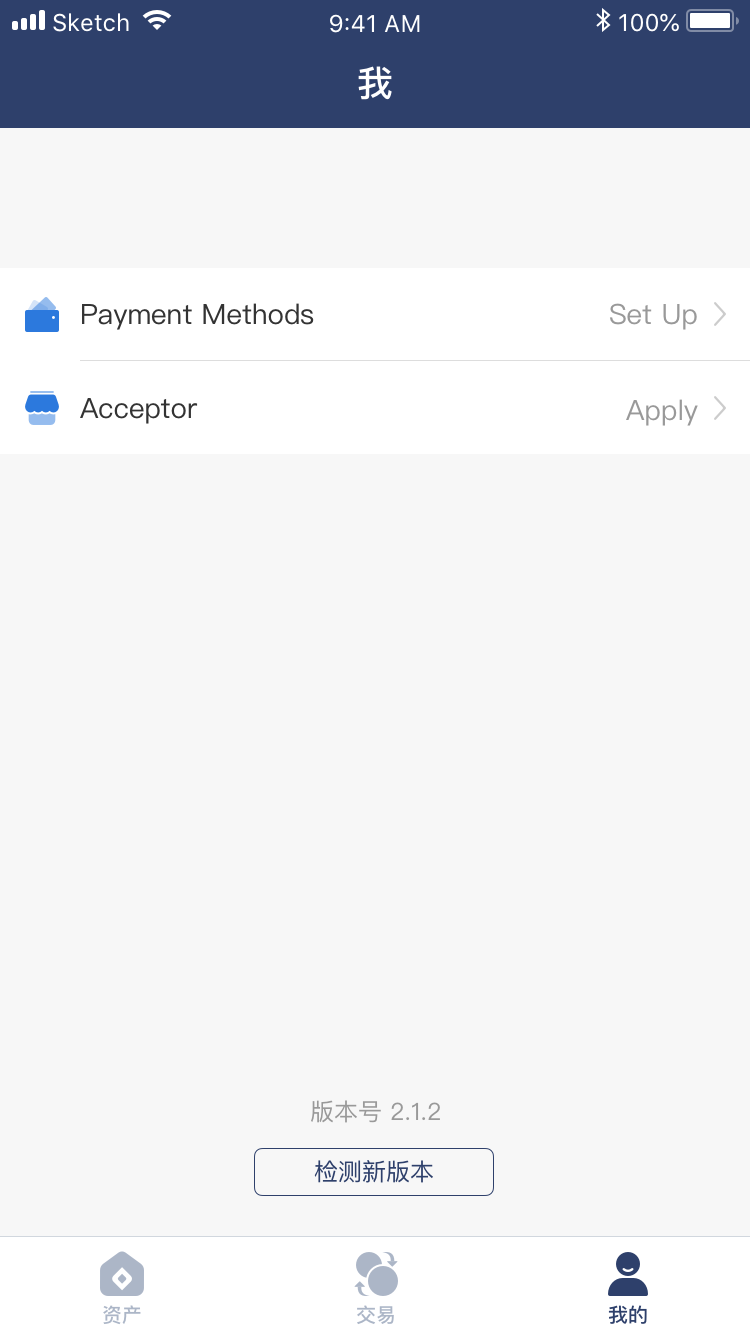 Sketch 9:41 AM 100%
我
Payment Methods Set Up
Acceptor Apply
版本号 2.1.2
检测新版本
资产 交易 我的